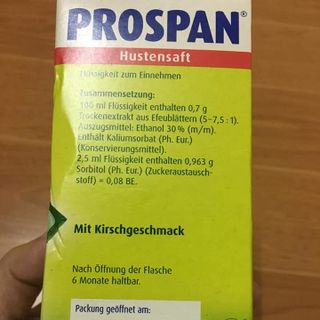 PROSPAN®
Hustensaft
Flüssigkeit zum Einnehmen
Zusammensetzung:
100 ml Flüssigkeit enthalten 0,7 g
Trockenextrakt aus Efeublättern (5–7,5 : 1).
Auszugsmittel: Ethanol 30 % (m/m).
Enthält Kaliumsorbat (Ph. Eur.)
(Konservierungsmittel).
2,5 ml Flüssigkeit enthalten 0,963 g
Sorbitol (Ph. Eur.) (Zuckeraustausch-
stoff) = 0,08 BE.
Mit Kirschgeschmack
Nach Öffnung der Flasche
6 Monate haltbar.
Packung geöffnet am: